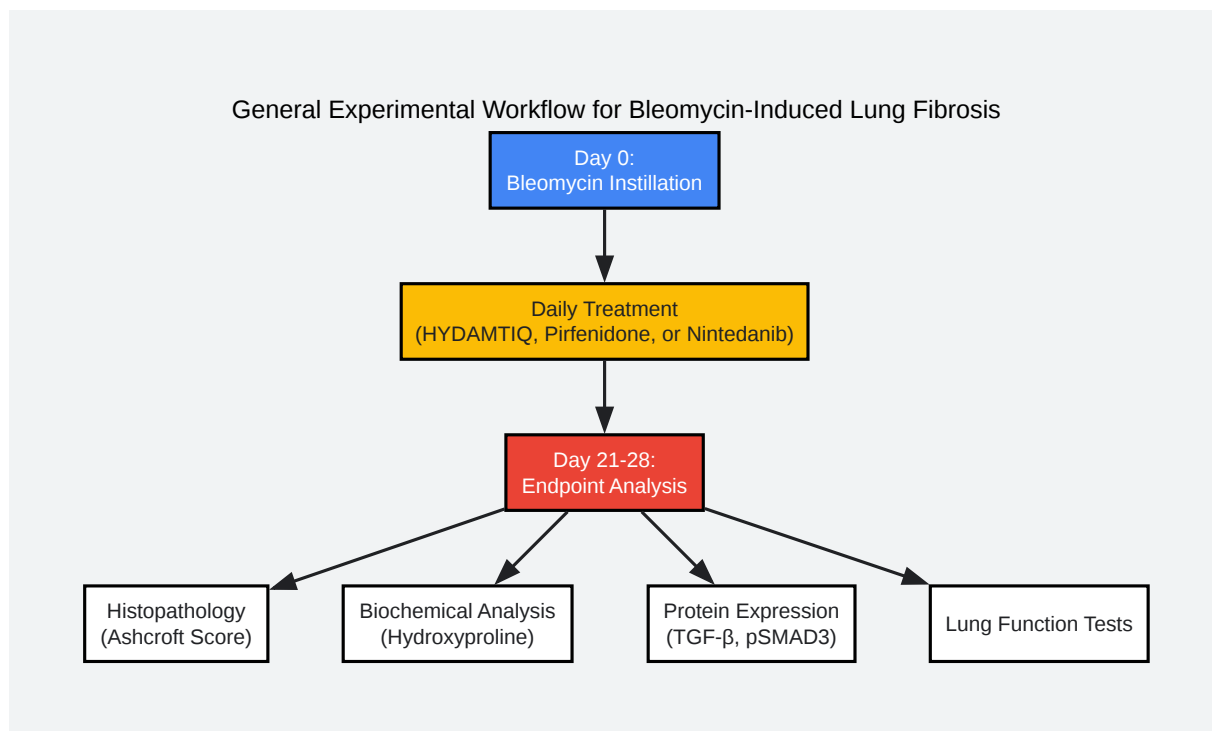 General Experimental Workflow for Bleomycin-Induced Lung Fibrosis
Day 0:
Bleomycin Instillation
Daily Treatment
(HYDAMTIQ, Pirfenidone, or Nintedanib)
Day 21-28:
Endpoint Analysis
Histopathology
(Ashcroft Score)
Biochemical Analysis
(Hydroxyproline)
Protein Expression
(TGF-β, pSMAD3)
Lung Function Tests